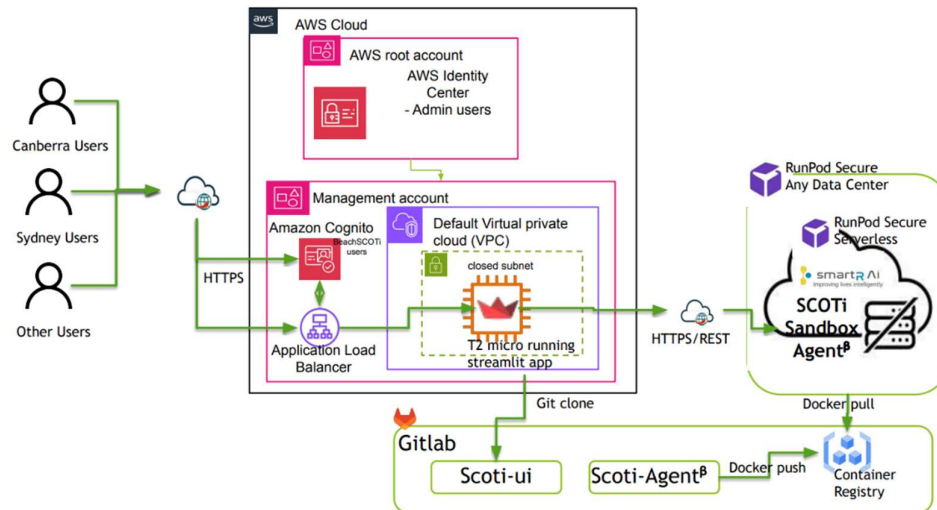 aws
AWS Cloud
AWS root account
AWS Identity
Center
- Admin users
Canberra Users
Sydney Users
Other Users
HTTPS
Management account
Amazon Cognito
BeachSCOTi
users
Default Virtual private
cloud (VPC)
closed subnet
T2 micro running
streamlit app
Application Load
Balancer
HTTPS/REST
RunPod Secure
Any Data Center
RunPod Secure
Serverless
smartR Ai
Improving lives intelligently
SCOTi
Sandbox
Agentᵝ
Git clone
Docker pull
Gitlab
Scoti-ui
Scoti-Agentᵝ
Docker push
Container
Registry